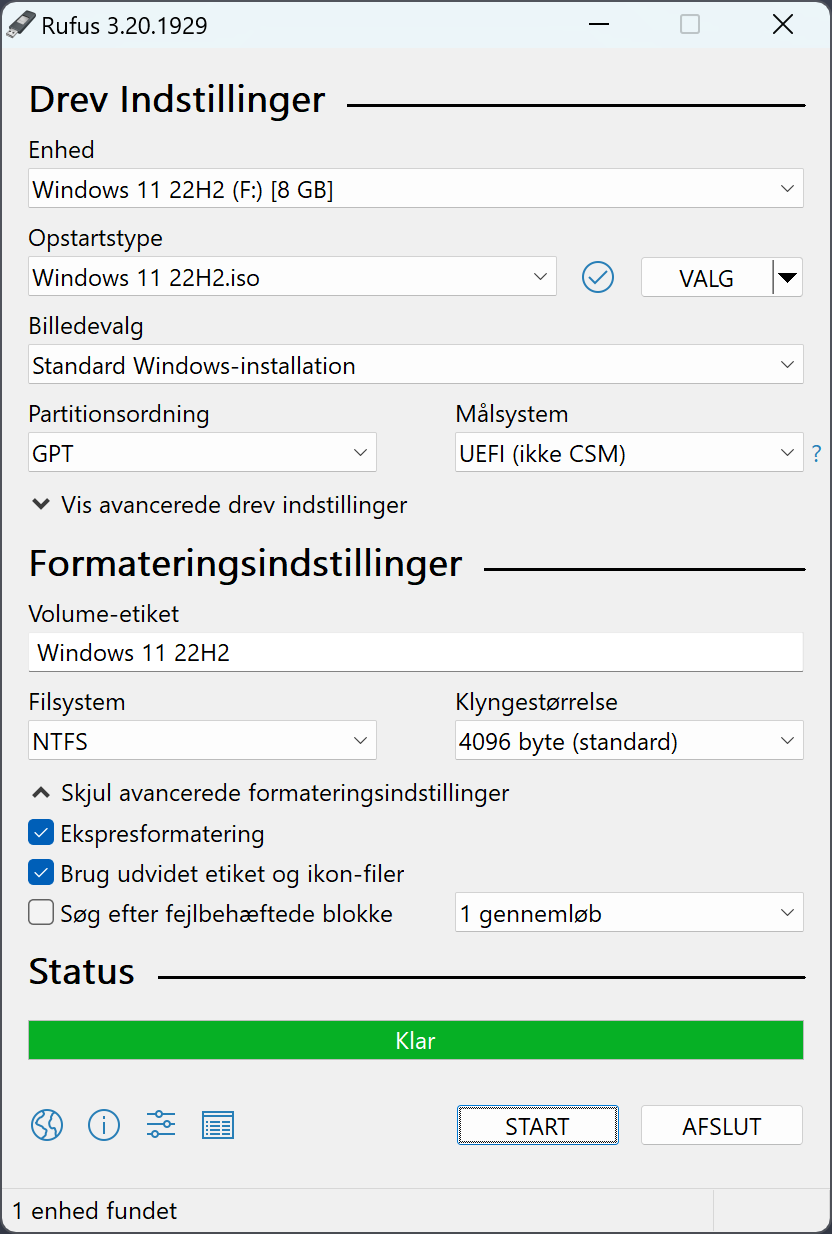 Rufus 3.20.1929
Drev Indstillinger
Enhed
Windows 11 22H2 (F:) [8 GB]
Opstartstype
Windows 11 22H2.iso
VALG
Billedevalg
Standard Windows-installation
Partitionsordning
Målsystem
GPT
UEFI (ikke CSM)
?
Vis avancerede drev indstillinger
Formateringsindstillinger
Volume-etiket
Windows 11 22H2
Filsystem
Klyngestørrelse
NTFS
4096 byte (standard)
Skjul avancerede formateringsindstillinger
Ekspresformatering
Brug udvidet etiket og ikon-filer
Søg efter fejlbehæftede blokke
1 gennemløb
Status
Klar
START
AFSLUT
1 enhed fundet